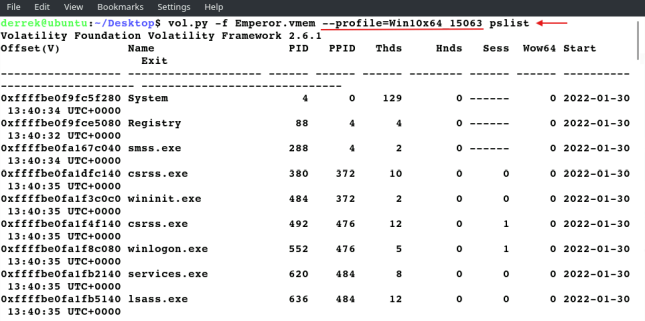 File Edit View Bookmarks Settings Help
derrek@ubuntu:~/Desktop$ vol.py -f Emperor.vmem --profile=Win10x64_15063 pslist
Volatility Foundation Volatility Framework 2.6.1
Offset(V) Name PID PPID Thds Hnds Sess Wow64 Start
Exit
------------------ -------------------- ------ ------ ------ -------- ------ ------ ------------------------------ ------------------------------
0xffffbe0f9fc5f280 System 4 0 129 0 ------ 0 2022-01-30
13:40:34 UTC+0000
0xffffbe0f9fce5080 Registry 88 4 4 0 ------ 0 2022-01-30
13:40:32 UTC+0000
0xffffbe0fa167c040 smss.exe 288 4 2 0 ------ 0 2022-01-30
13:40:34 UTC+0000
0xffffbe0fa1dfc140 csrss.exe 380 372 10 0 0 0 2022-01-30
13:40:35 UTC+0000
0xffffbe0fa1f3c0c0 wininit.exe 484 372 2 0 0 0 2022-01-30
13:40:35 UTC+0000
0xffffbe0fa1f4f140 csrss.exe 492 476 12 0 1 0 2022-01-30
13:40:35 UTC+0000
0xffffbe0fa1f8c080 winlogon.exe 552 476 5 0 1 0 2022-01-30
13:40:35 UTC+0000
0xffffbe0fa1fb2140 services.exe 620 484 8 0 0 0 2022-01-30
13:40:35 UTC+0000
0xffffbe0fa1fb5140 lsass.exe 636 484 12 0 0 0 2022-01-30
13:40:35 UTC+0000